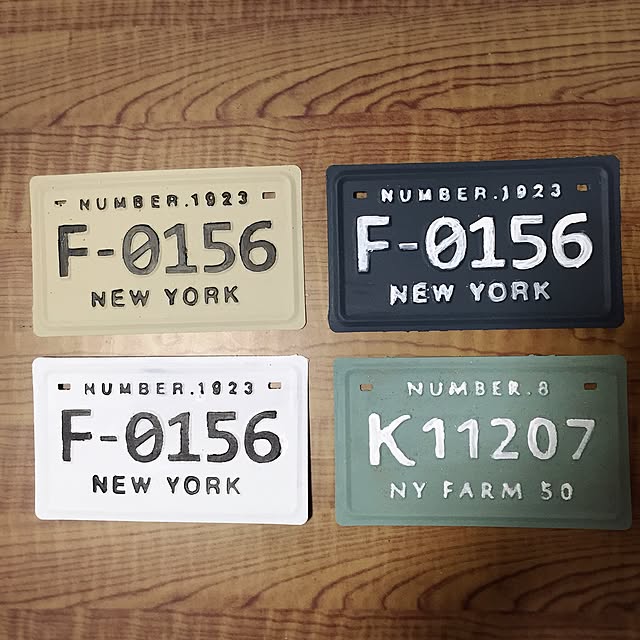 NUMBER.1923
F-0156
NEW YORK
NUMBER.1923
F-0156
NEW YORK
NUMBER.1923
F-0156
NEW YORK
NUMBER.8
K11207
NY FARM 50